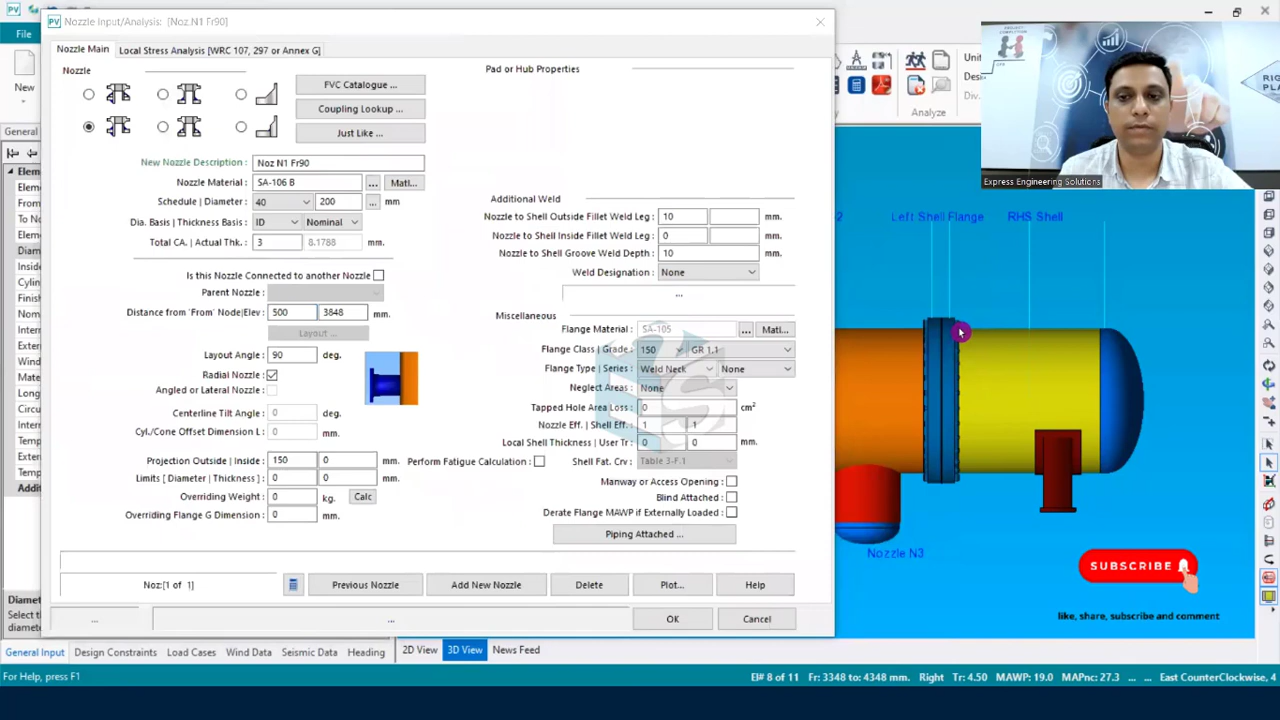 PV
Nozzle Input/Analysis: [Noz.N1 Fr90]
File
New
General
Nozzle Main
Local Stress Analysis [WRC 107, 297 or Annex G]
Nozzle
FVC Catalogue ...
Coupling Lookup ...
Just Like ...
New Nozzle Description : Noz N1 Fr90
Nozzle Material : SA-106 B ... Matl...
Schedule | Diameter : 40 200 ... mm
Dia. Basis | Thickness Basis : ID Nominal
Total CA. | Actual Thk. : 3 8.1788 mm.
Is this Nozzle Connected to another Nozzle
Parent Nozzle :
Distance from 'From' Node|Elev : 500 3848 mm.
Layout ...
Layout Angle : 90 deg.
Radial Nozzle :
Angled or Lateral Nozzle :
Centerline Tilt Angle : 0 deg.
Cyl./Cone Offset Dimension L : 0 mm.
Projection Outside | Inside : 150 0 mm.
Limits [ Diameter | Thickness ] : 0 0 mm.
Overriding Weight : 0 kg. Calc
Overriding Flange G Dimension : 0 mm.
Perform Fatigue Calculation :
Pad or Hub Properties
Additional Weld
Nozzle to Shell Outside Fillet Weld Leg : 10 mm.
Nozzle to Shell Inside Fillet Weld Leg : 0 mm.
Nozzle to Shell Groove Weld Depth : 10 mm.
Weld Designation : None
...
Miscellaneous
Flange Material : SA-105 ... Matl...
Flange Class | Grade : 150 GR 1.1
Flange Type | Series : Weld Neck None
Neglect Areas : None
Tapped Hole Area Loss : 0 cm²
Nozzle Eff. | Shell Eff. : 1 1
Local Shell Thickness | User Tr : 0 0 mm.
Shell Fat. Crv : Table 3-F.1
Manway or Access Opening :
Blind Attached :
Derate Flange MAWP if Externally Loaded :
Piping Attached ...
Noz:[1 of 1]
Previous Nozzle
Add New Nozzle
Delete
Plot...
Help
...
...
OK
Cancel
Analyze
PROJECT COMPLETION
Express Engineering Solutions
Left Shell Flange
RHS Shell
Nozzle N3
SUBSCRIBE
like, share, subscribe and comment
General Input
Design Constraints
Load Cases
Wind Data
Seismic Data
Heading
2D View
3D View
News Feed
For Help, press F1
El# 8 of 11 Fr: 3348 to: 4348 mm. Right Tr: 4.50 MAWP: 19.0 MAPnc: 27.3 ... ... East CounterClockwise, 4